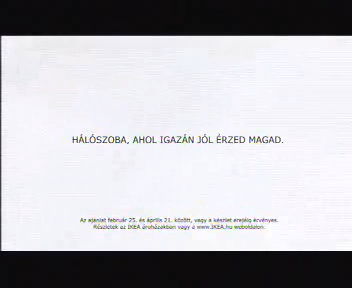 HÁLÓSZOBA, AHOL IGAZÁN JÓL ÉRZED MAGAD.
Az ajánlat február 25. és április 21. között, vagy a készlet erejéig érvényes.
Részletek az IKEA áruházakban vagy a www.IKEA.hu weboldalon.